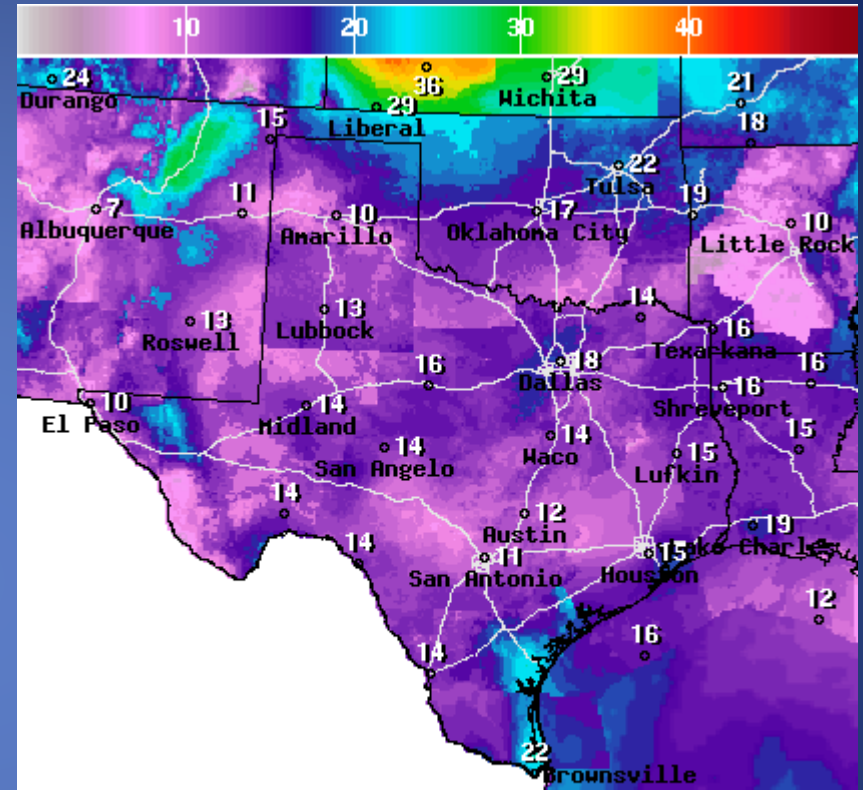 10 20 30 40
36
24 29 29
Durango Wichita
21
29
Liberal
15 18
22
Tulsa
7 11 10 17 19 10
Albuquerque Amarillo Oklahoma City Little Rock
13 13 14
Roswell Lubbock 16
Texarkana
16 18 16
Dallas 16
10 14 Shreveport
El Paso Midland
14 14 15 15
San Angelo Waco Lufkin
14 12 19
Austin Lake Charles
14 11 15
San Antonio Houston
12
14 16
22
Brownsville